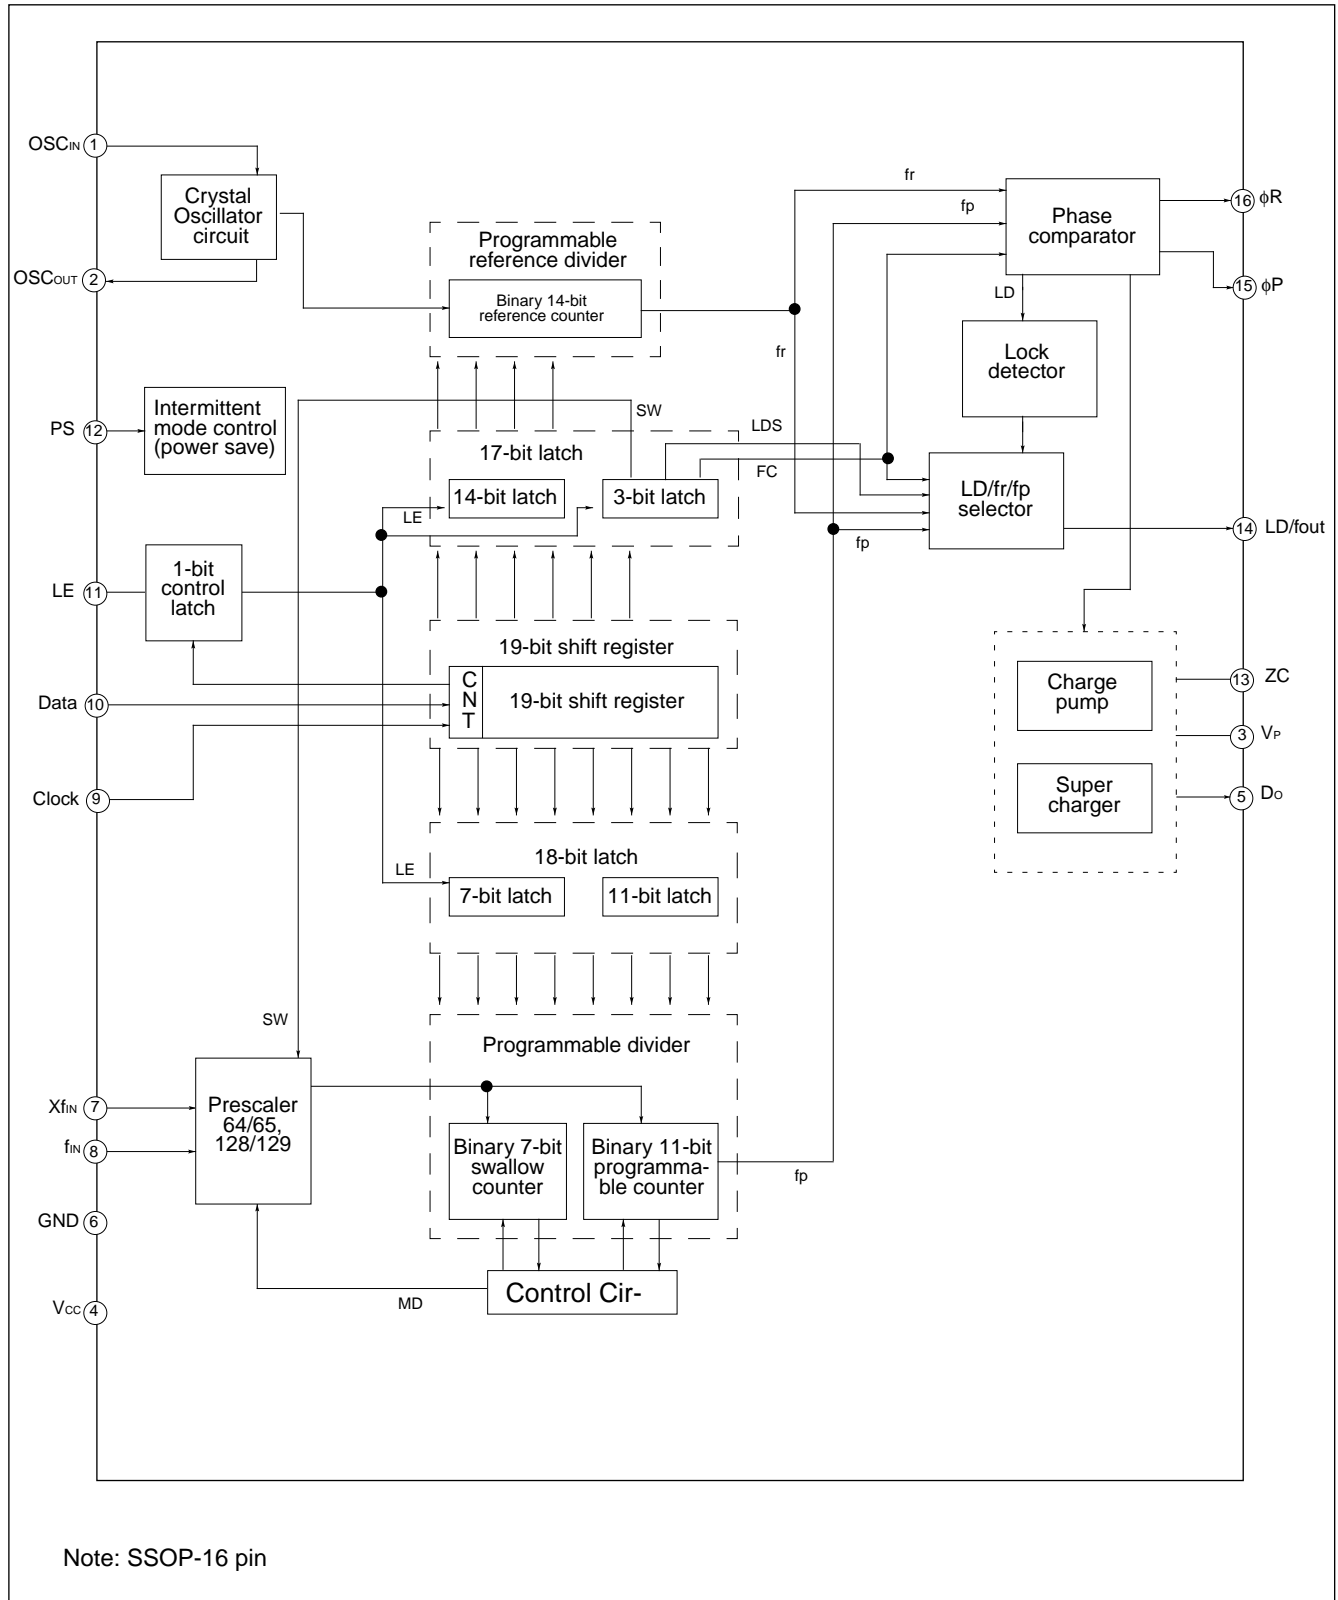 OSCIN 1
Crystal
Oscillator
circuit
OSCOUT 2
Programmable
reference divider
Binary 14-bit
reference counter
fr
fp
Phase
comparator
16 φR
15 φP
LD
Lock
detector
fr
PS 12
Intermittent
mode control
(power save)
SW
LDS
FC
17-bit latch
14-bit latch
3-bit latch
LE
LD/fr/fp
selector
fp
14 LD/fout
LE 11
1-bit
control
latch
19-bit shift register
C
N
T
19-bit shift register
Data 10
Clock 9
Charge
pump
Super
charger
13 ZC
3 VP
5 DO
18-bit latch
LE
7-bit latch
11-bit latch
SW
Programmable divider
XfIN 7
fIN 8
Prescaler
64/65,
128/129
Binary 7-bit
swallow
counter
Binary 11-bit
programma-
ble counter
fp
GND 6
VCC 4
MD
Control Cir-
Note: SSOP-16 pin